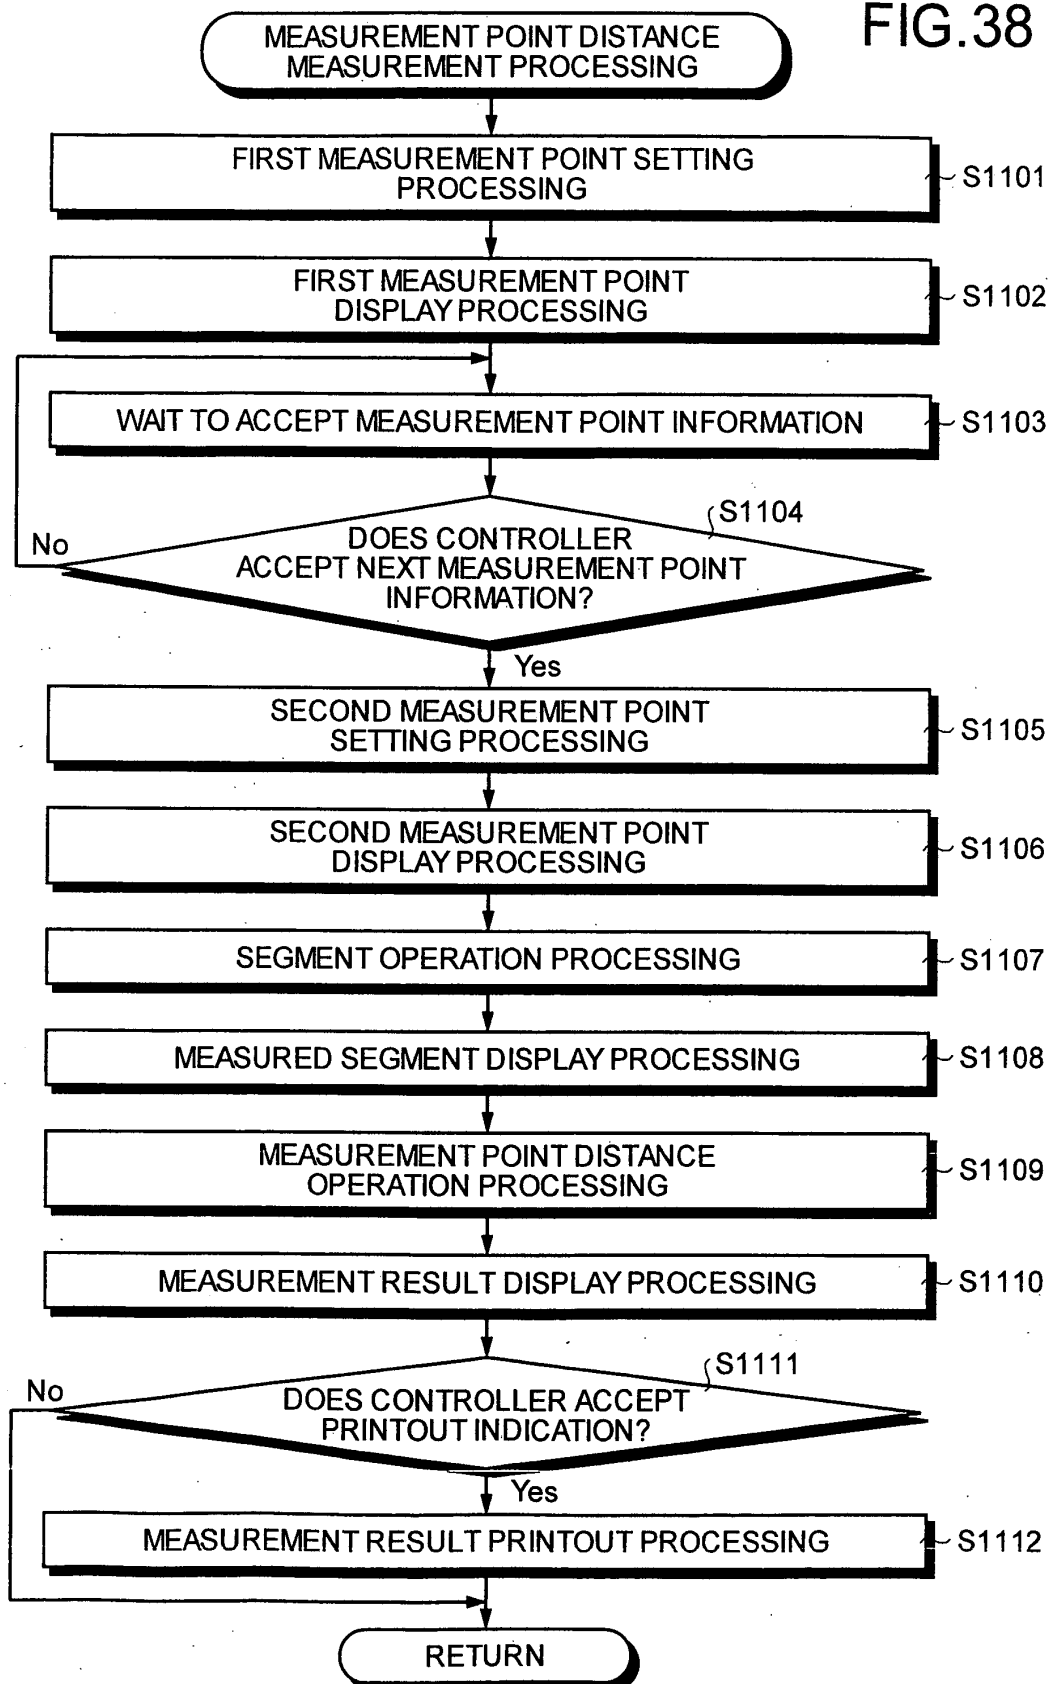 FIG.38
MEASUREMENT POINT DISTANCE
MEASUREMENT PROCESSING
FIRST MEASUREMENT POINT SETTING
PROCESSING
S1101
FIRST MEASUREMENT POINT
DISPLAY PROCESSING
S1102
WAIT TO ACCEPT MEASUREMENT POINT INFORMATION
S1103
S1104
No
DOES CONTROLLER
ACCEPT NEXT MEASUREMENT POINT
INFORMATION?
Yes
SECOND MEASUREMENT POINT
SETTING PROCESSING
S1105
SECOND MEASUREMENT POINT
DISPLAY PROCESSING
S1106
SEGMENT OPERATION PROCESSING
S1107
MEASURED SEGMENT DISPLAY PROCESSING
S1108
MEASUREMENT POINT DISTANCE
OPERATION PROCESSING
S1109
MEASUREMENT RESULT DISPLAY PROCESSING
S1110
S1111
No
DOES CONTROLLER ACCEPT
PRINTOUT INDICATION?
Yes
MEASUREMENT RESULT PRINTOUT PROCESSING
S1112
RETURN